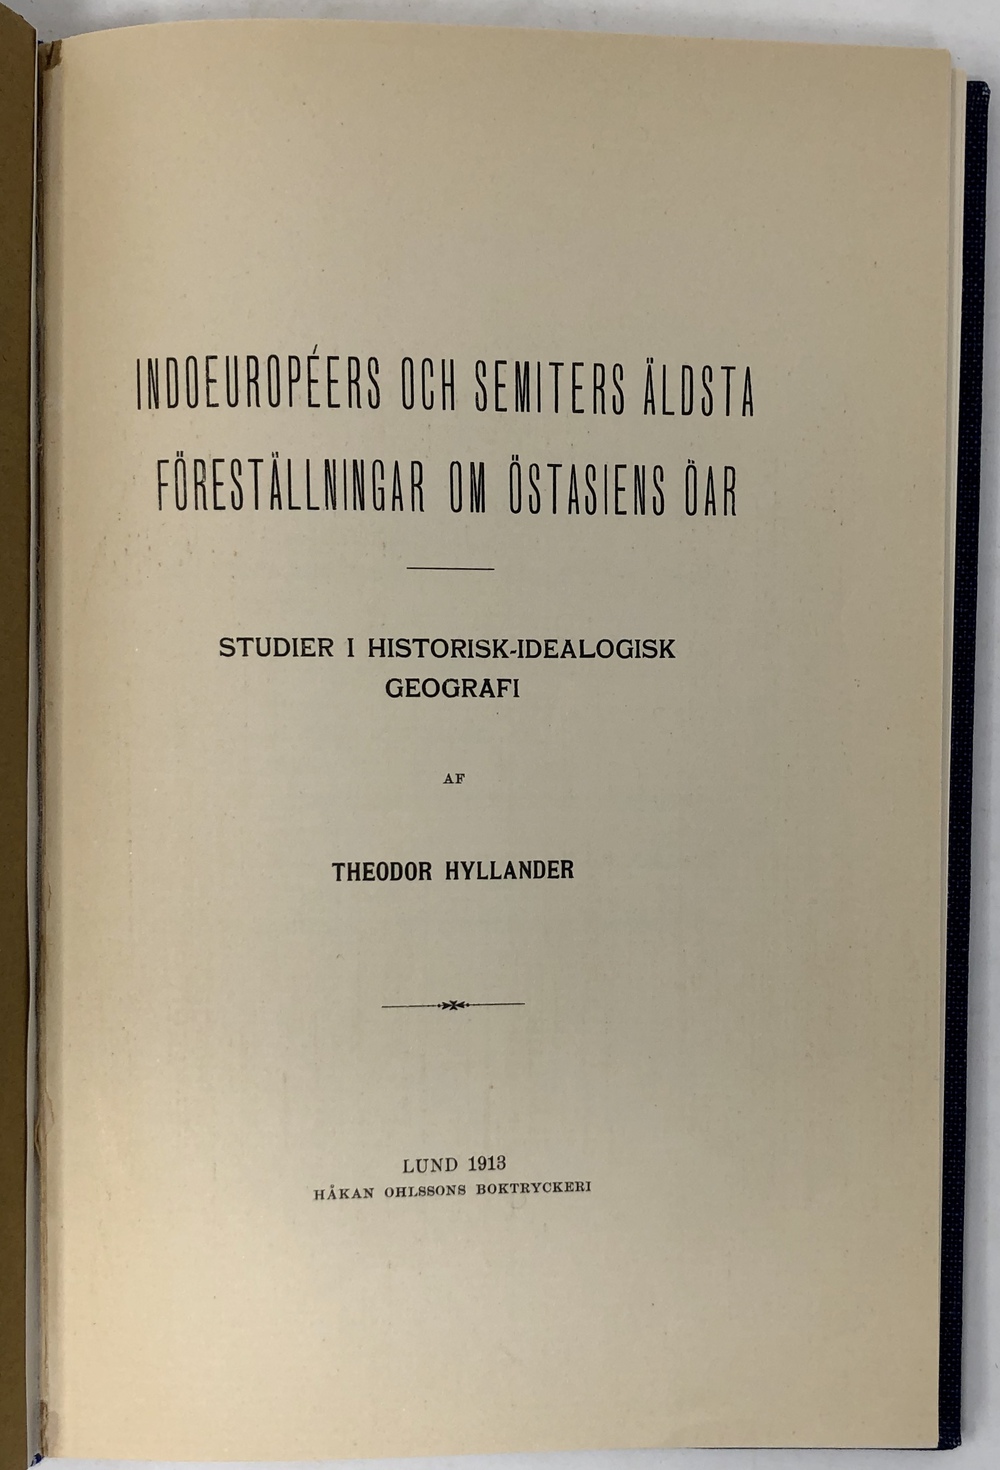 INDOEUROPÉERS OCH SEMITERS ÄLDSTA
FÖRESTÄLLNINGAR OM ÖSTASIENS ÖAR
STUDIER I HISTORISK-IDEALOGISK
GEOGRAFI
AF
THEODOR HYLLANDER
LUND 1913
HÅKAN OHLSSONS BOKTRYCKERI